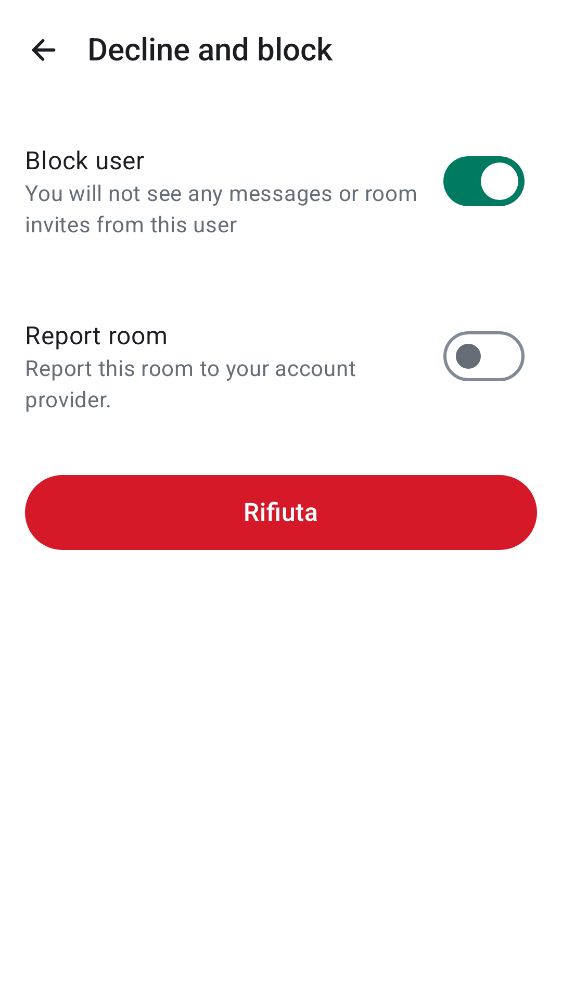 Decline and block
Block user
You will not see any messages or room
invites from this user
Report room
Report this room to your account
provider.
Rifiuta